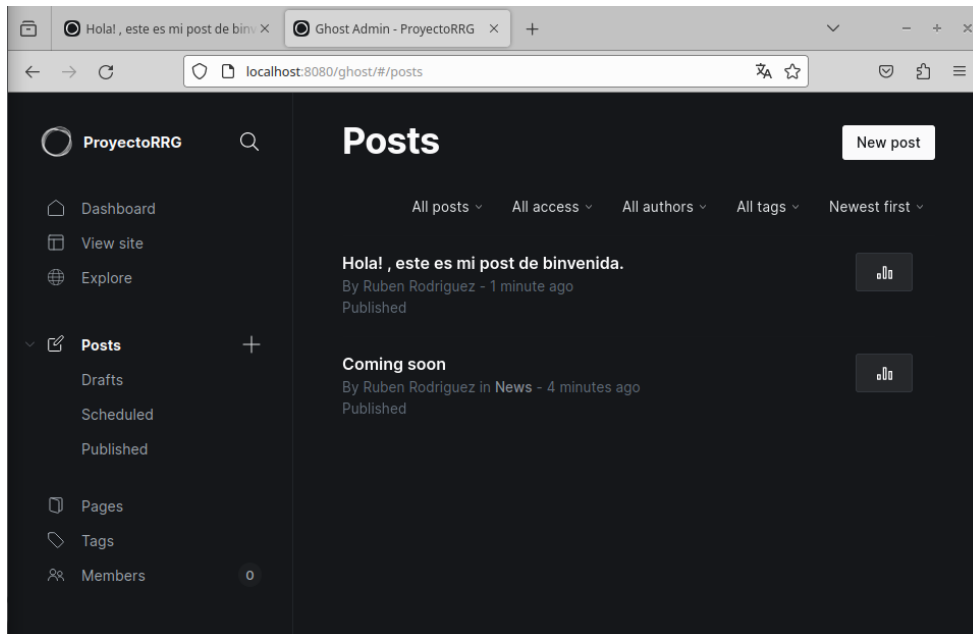 Hola! , este es mi post de binv
Ghost Admin - ProyectoRRG
localhost:8080/ghost/#/posts
ProyectoRRG
Dashboard
View site
Explore
Posts
Drafts
Scheduled
Published
Pages
Tags
Members 0
Posts
New post
All posts
All access
All authors
All tags
Newest first
Hola! , este es mi post de binvenida.
By Ruben Rodriguez - 1 minute ago
Published
Coming soon
By Ruben Rodriguez in News - 4 minutes ago
Published